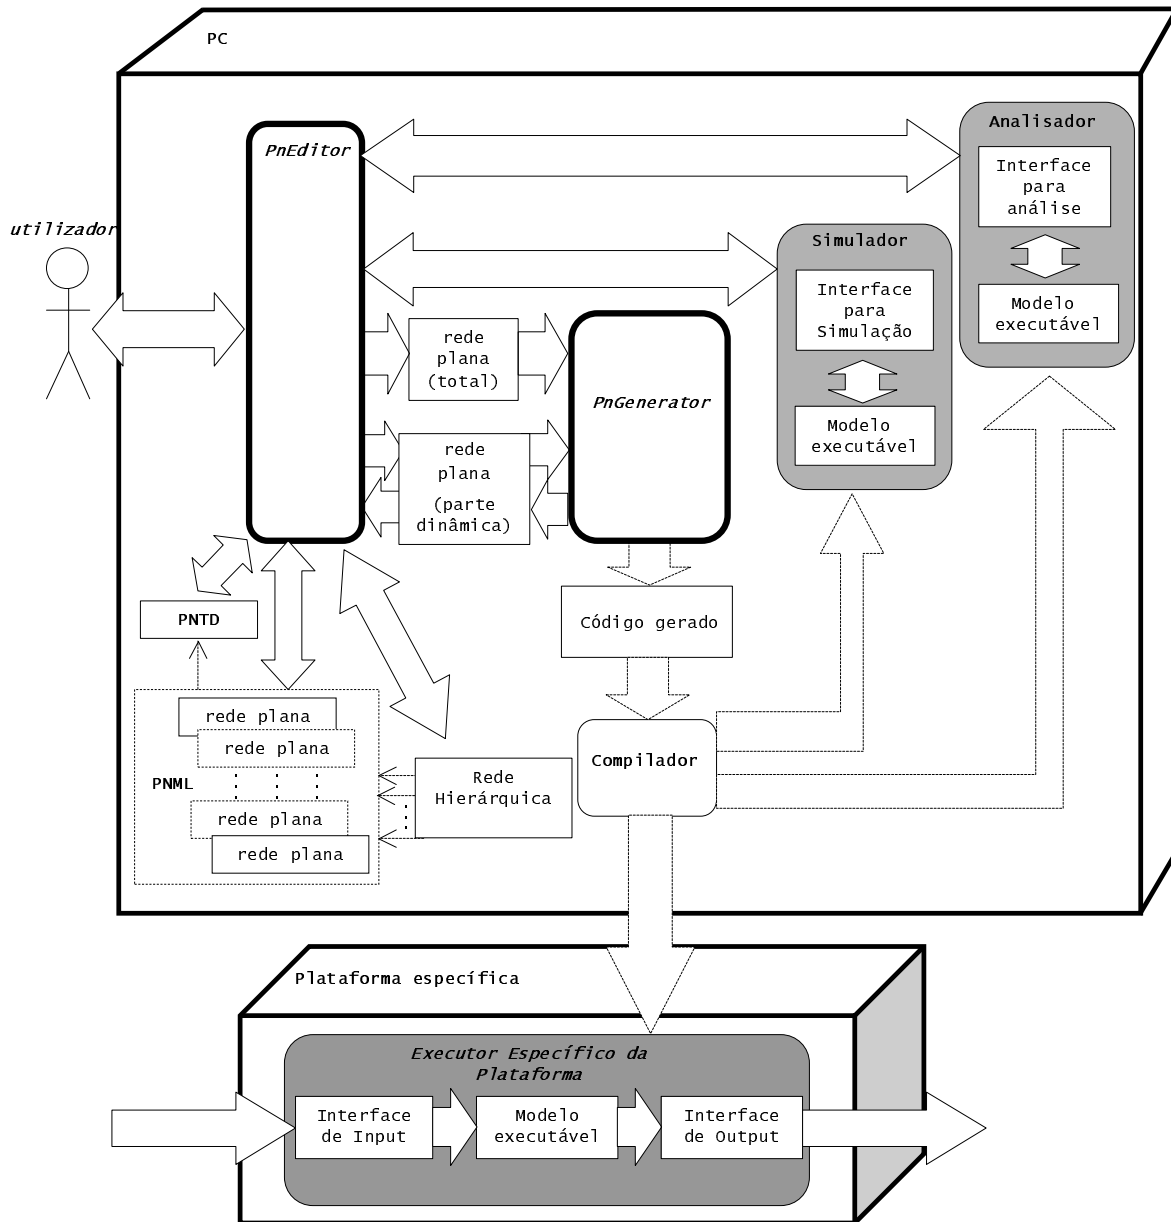 PC
Analisador
PnEditor
Interface
para
análise
utilizador
Simulador
Interface
para
Simulação
Modelo
executável
rede
plana
(total)
PnGenerator
Modelo
executável
rede
plana
(parte
dinâmica)
PNTD
Código gerado
rede plana
rede plana
PNML
rede plana
rede plana
Rede
Hierárquica
Compilador
Plataforma específica
Executor Específico da
Plataforma
Interface
de Input
Modelo
executável
Interface
de Output